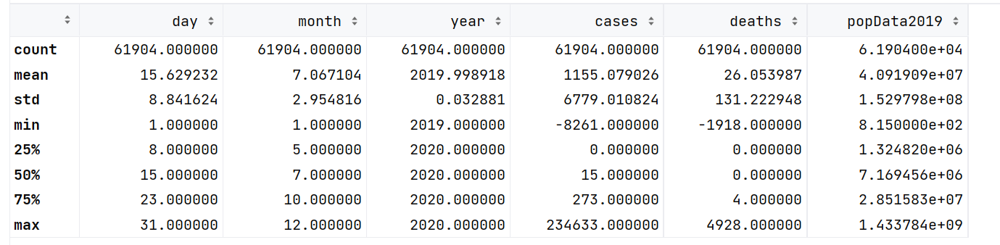 day month year cases deaths popData2019
count 61904.000000 61904.000000 61904.000000 61904.000000 61904.000000 6.190400e+04
mean 15.629232 7.067104 2019.998918 1155.079026 26.053987 4.091909e+07
std 8.841624 2.954816 0.032881 6779.010824 131.222948 1.529798e+08
min 1.000000 1.000000 2019.000000 -8261.000000 -1918.000000 8.150000e+02
25% 8.000000 5.000000 2020.000000 0.000000 0.000000 1.324820e+06
50% 15.000000 7.000000 2020.000000 15.000000 0.000000 7.169456e+06
75% 23.000000 10.000000 2020.000000 273.000000 4.000000 2.851583e+07
max 31.000000 12.000000 2020.000000 234633.000000 4928.000000 1.433784e+09